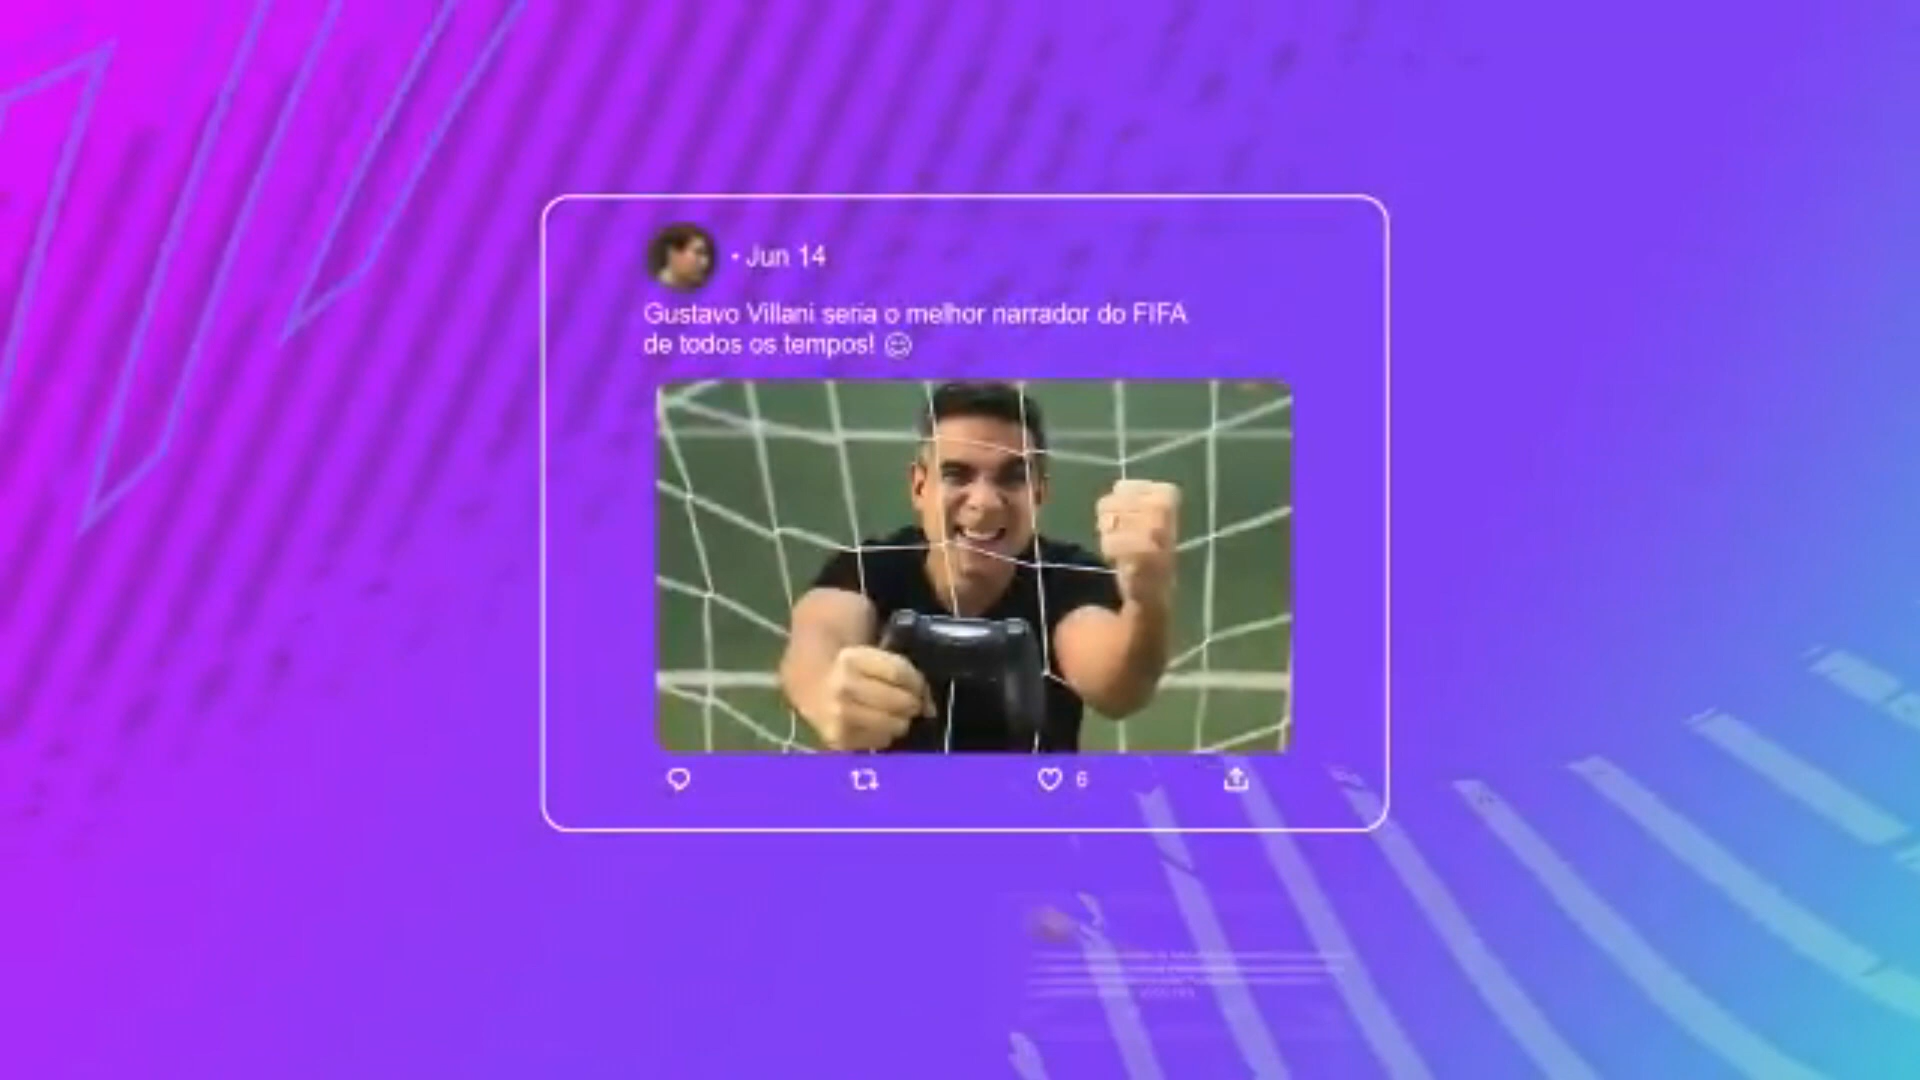 • Jun 14
Gustavo Villani seria o melhor narrador do FIFA
de todos os tempos! 😊
6